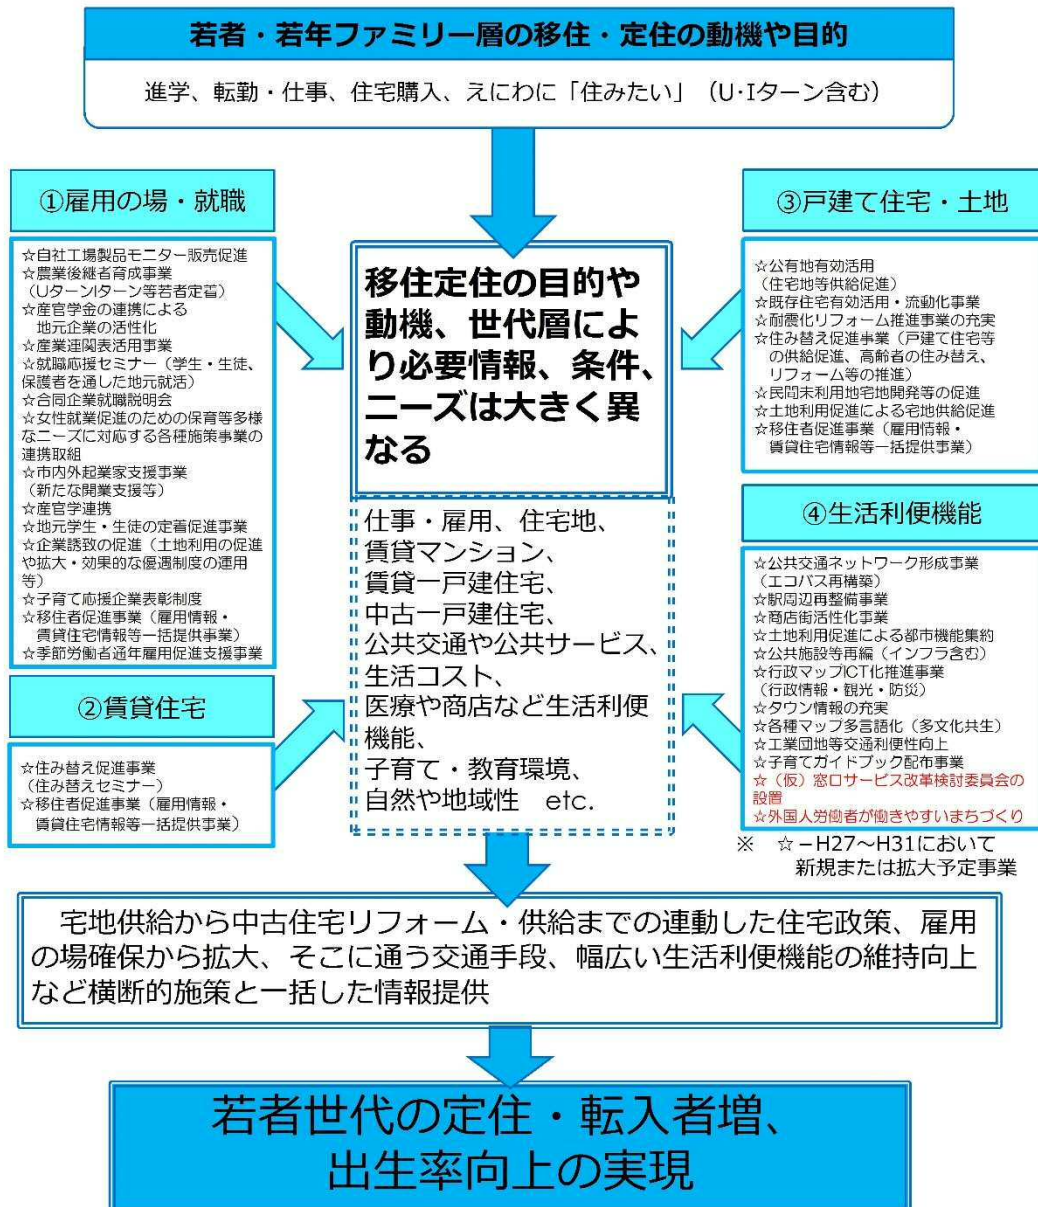 若者・若年ファミリー層の移住・定住の動機や目的
進学、転勤・仕事、住宅購入、えにわに「住みたい」（U･Iターン含む）
①雇用の場・就職
☆自社工場製品モニター販売促進
☆農業後継者育成事業
（UターンIターン等若者定着）
☆産官学金の連携による
地元企業の活性化
☆産業連関表活用事業
☆就職応援セミナー（学生・生徒、
保護者を通した地元就活）
☆合同企業就職説明会
☆女性就業促進のための保育等多様
なニーズに対応する各種施策事業の
連携取組
☆市内外起業家支援事業
（新たな開業支援等）
☆産官学連携
☆地元学生・生徒の定着促進事業
☆企業誘致の促進（土地利用の促進
や拡大・効果的な優遇制度の運用
等）
☆子育て応援企業表彰制度
☆移住者促進事業（雇用情報・
賃貸住宅情報等一括提供事業）
☆季節労働者通年雇用促進支援事業
②賃貸住宅
☆住み替え促進事業
（住み替えセミナー）
☆移住者促進事業（雇用情報・
賃貸住宅情報等一括提供事業）
移住定住の目的や
動機、世代層によ
り必要情報、条件、
ニーズは大きく異
なる
仕事・雇用、住宅地、
賃貸マンション、
賃貸一戸建住宅、
中古一戸建住宅、
公共交通や公共サービス、
生活コスト、
医療や商店など生活利便
機能、
子育て・教育環境、
自然や地域性　etc.
③戸建て住宅・土地
☆公有地有効活用
（住宅地等供給促進）
☆既存住宅有効活用・流動化事業
☆耐震化リフォーム推進事業の充実
☆住み替え促進事業（戸建て住宅等
の供給促進、高齢者の住み替え、
リフォーム等の推進）
☆民間未利用地宅地開発等の促進
☆土地利用促進による宅地供給促進
☆移住者促進事業（雇用情報・
賃貸住宅情報等一括提供事業）
④生活利便機能
☆公共交通ネットワーク形成事業
（エコバス再構築）
☆駅周辺再整備事業
☆商店街活性化事業
☆土地利用促進による都市機能集約
☆公共施設等再編（インフラ含む）
☆行政マップICT化推進事業
（行政情報・観光・防災）
☆タウン情報の充実
☆各種マップ多言語化（多文化共生）
☆工業団地等交通利便性向上
☆子育てガイドブック配布事業
☆（仮）窓口サービス改革検討委員会の
設置
☆外国人労働者が働きやすいまちづくり
※　☆－H27～H31において
新規または拡大予定事業
宅地供給から中古住宅リフォーム・供給までの連動した住宅政策、雇用
の場確保から拡大、そこに通う交通手段、幅広い生活利便機能の維持向上
など横断的施策と一括した情報提供
若者世代の定住・転入者増、
出生率向上の実現